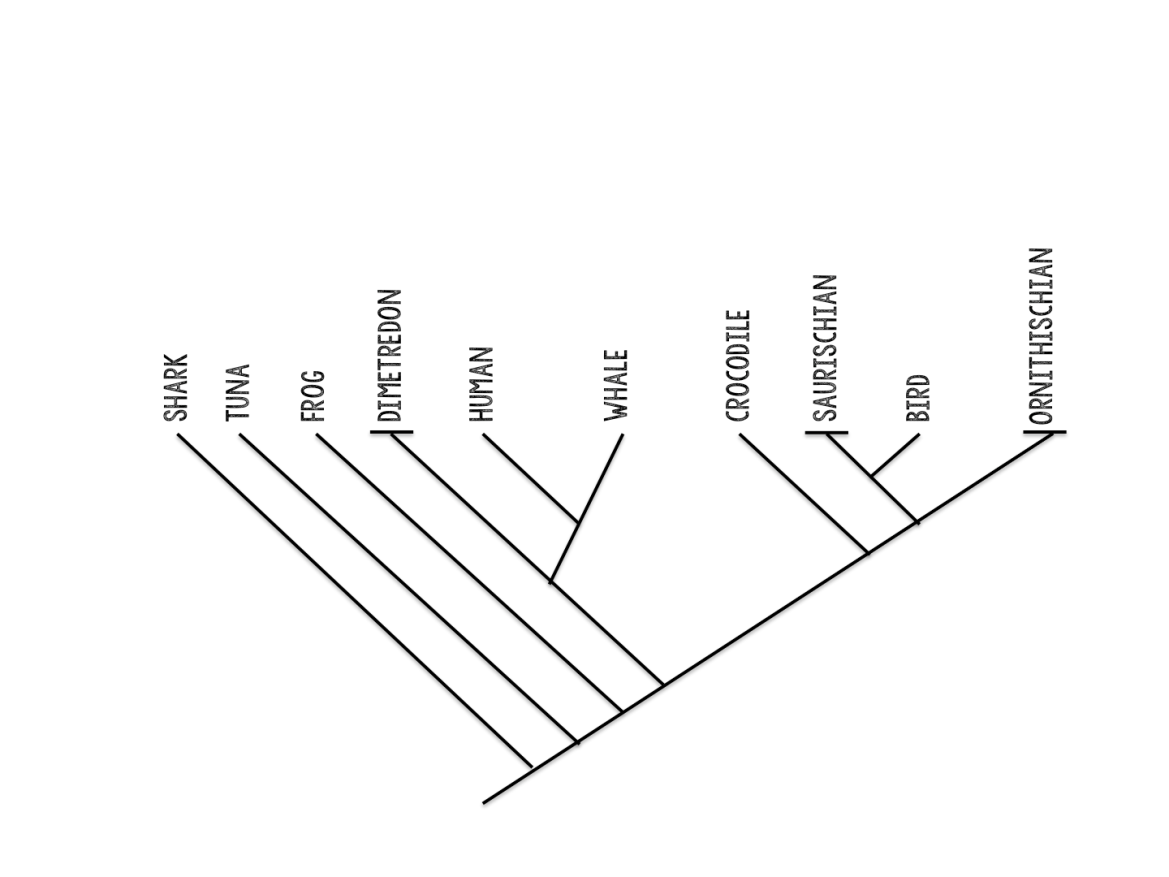 SHARK
TUNA
FROG
DIMETREDON
HUMAN
WHALE
CROCODILE
SAURISCHIAN
BIRD
ORNITHISCHIAN